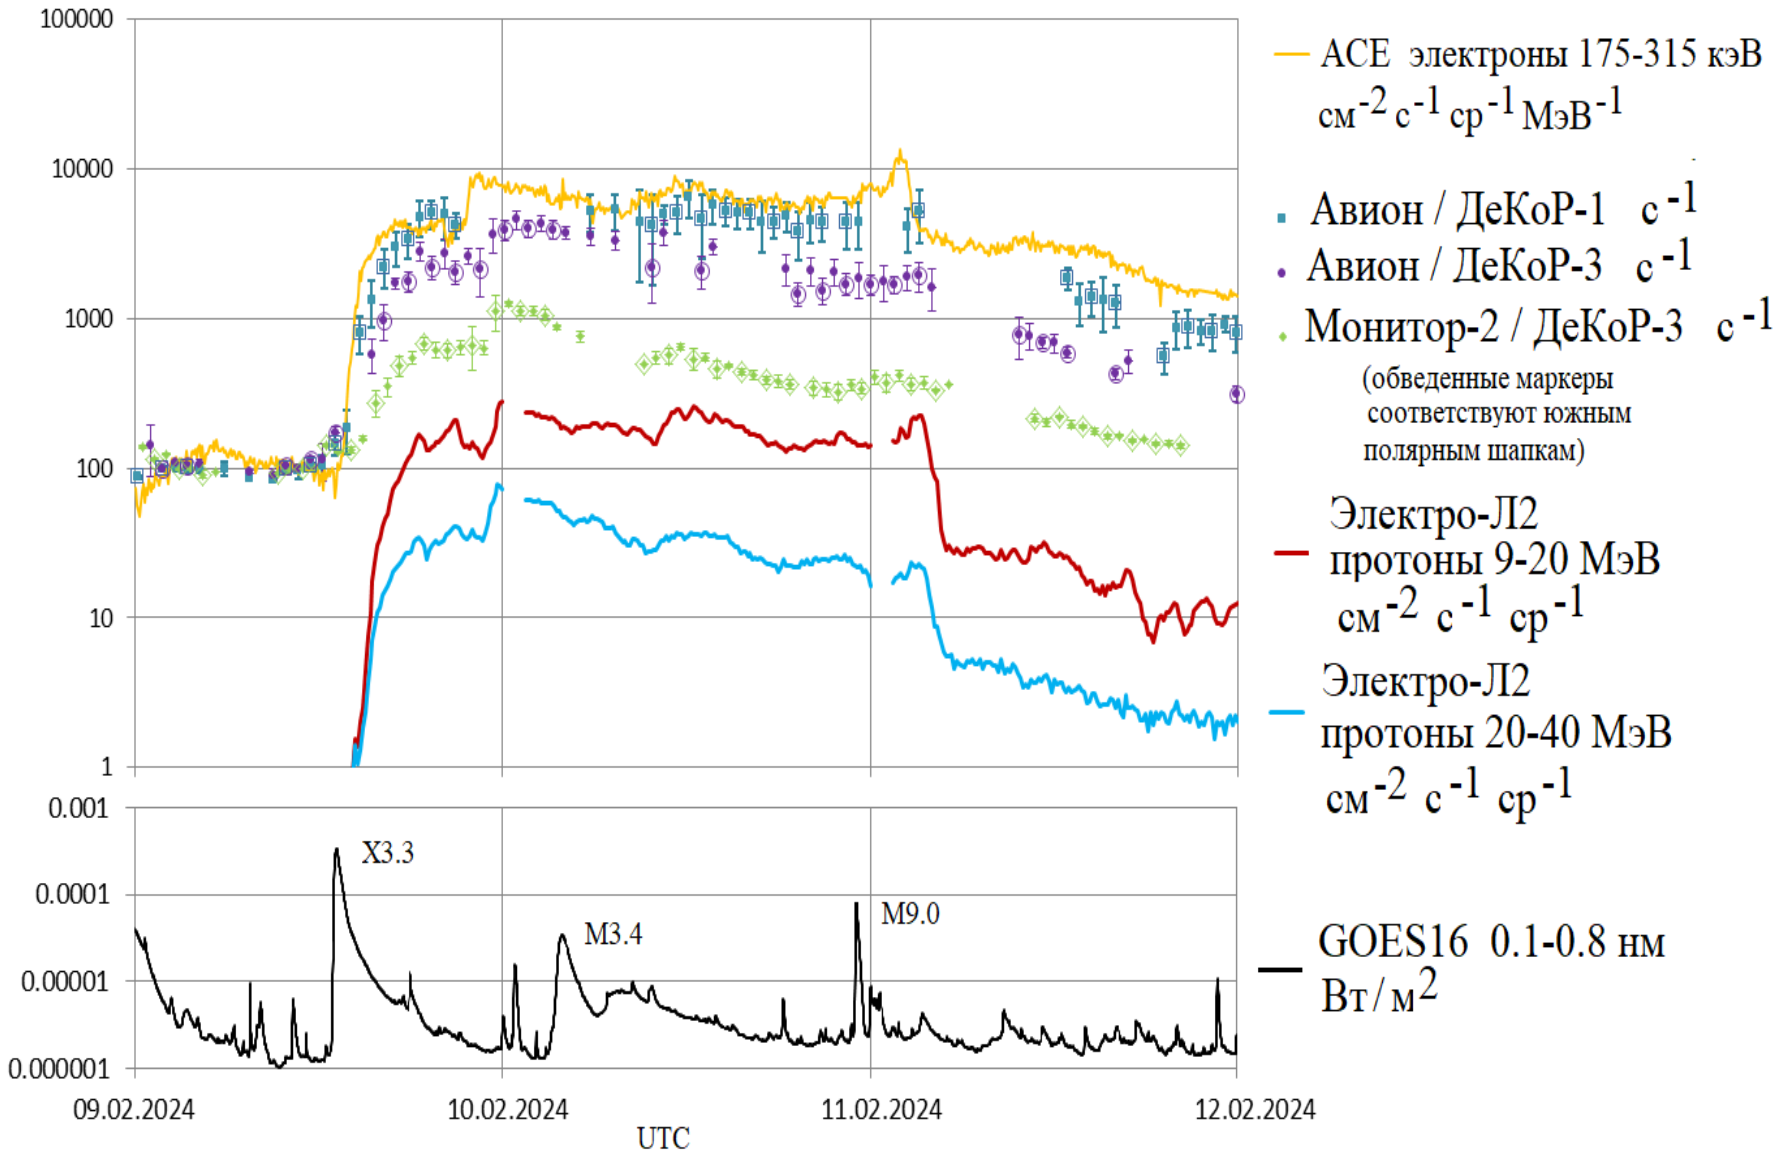 100000
10000
1000
100
10
1
ACE электроны 175-315 кэВ
см-2 с-1 ср-1 МэВ-1
Авион / ДеКоР-1 с-1
Авион / ДеКоР-3 с-1
Монитор-2 / ДеКоР-3 с-1
(обведенные маркеры
соответствуют южным
полярным шапкам)
Электро-Л2
протоны 9-20 МэВ
см-2 с-1 ср-1
Электро-Л2
протоны 20-40 МэВ
см-2 с-1 ср-1
0.001
0.0001
0.00001
0.000001
X3.3
M3.4
M9.0
GOES16 0.1-0.8 нм
Вт/м2
09.02.2024 10.02.2024 11.02.2024 12.02.2024
UTC